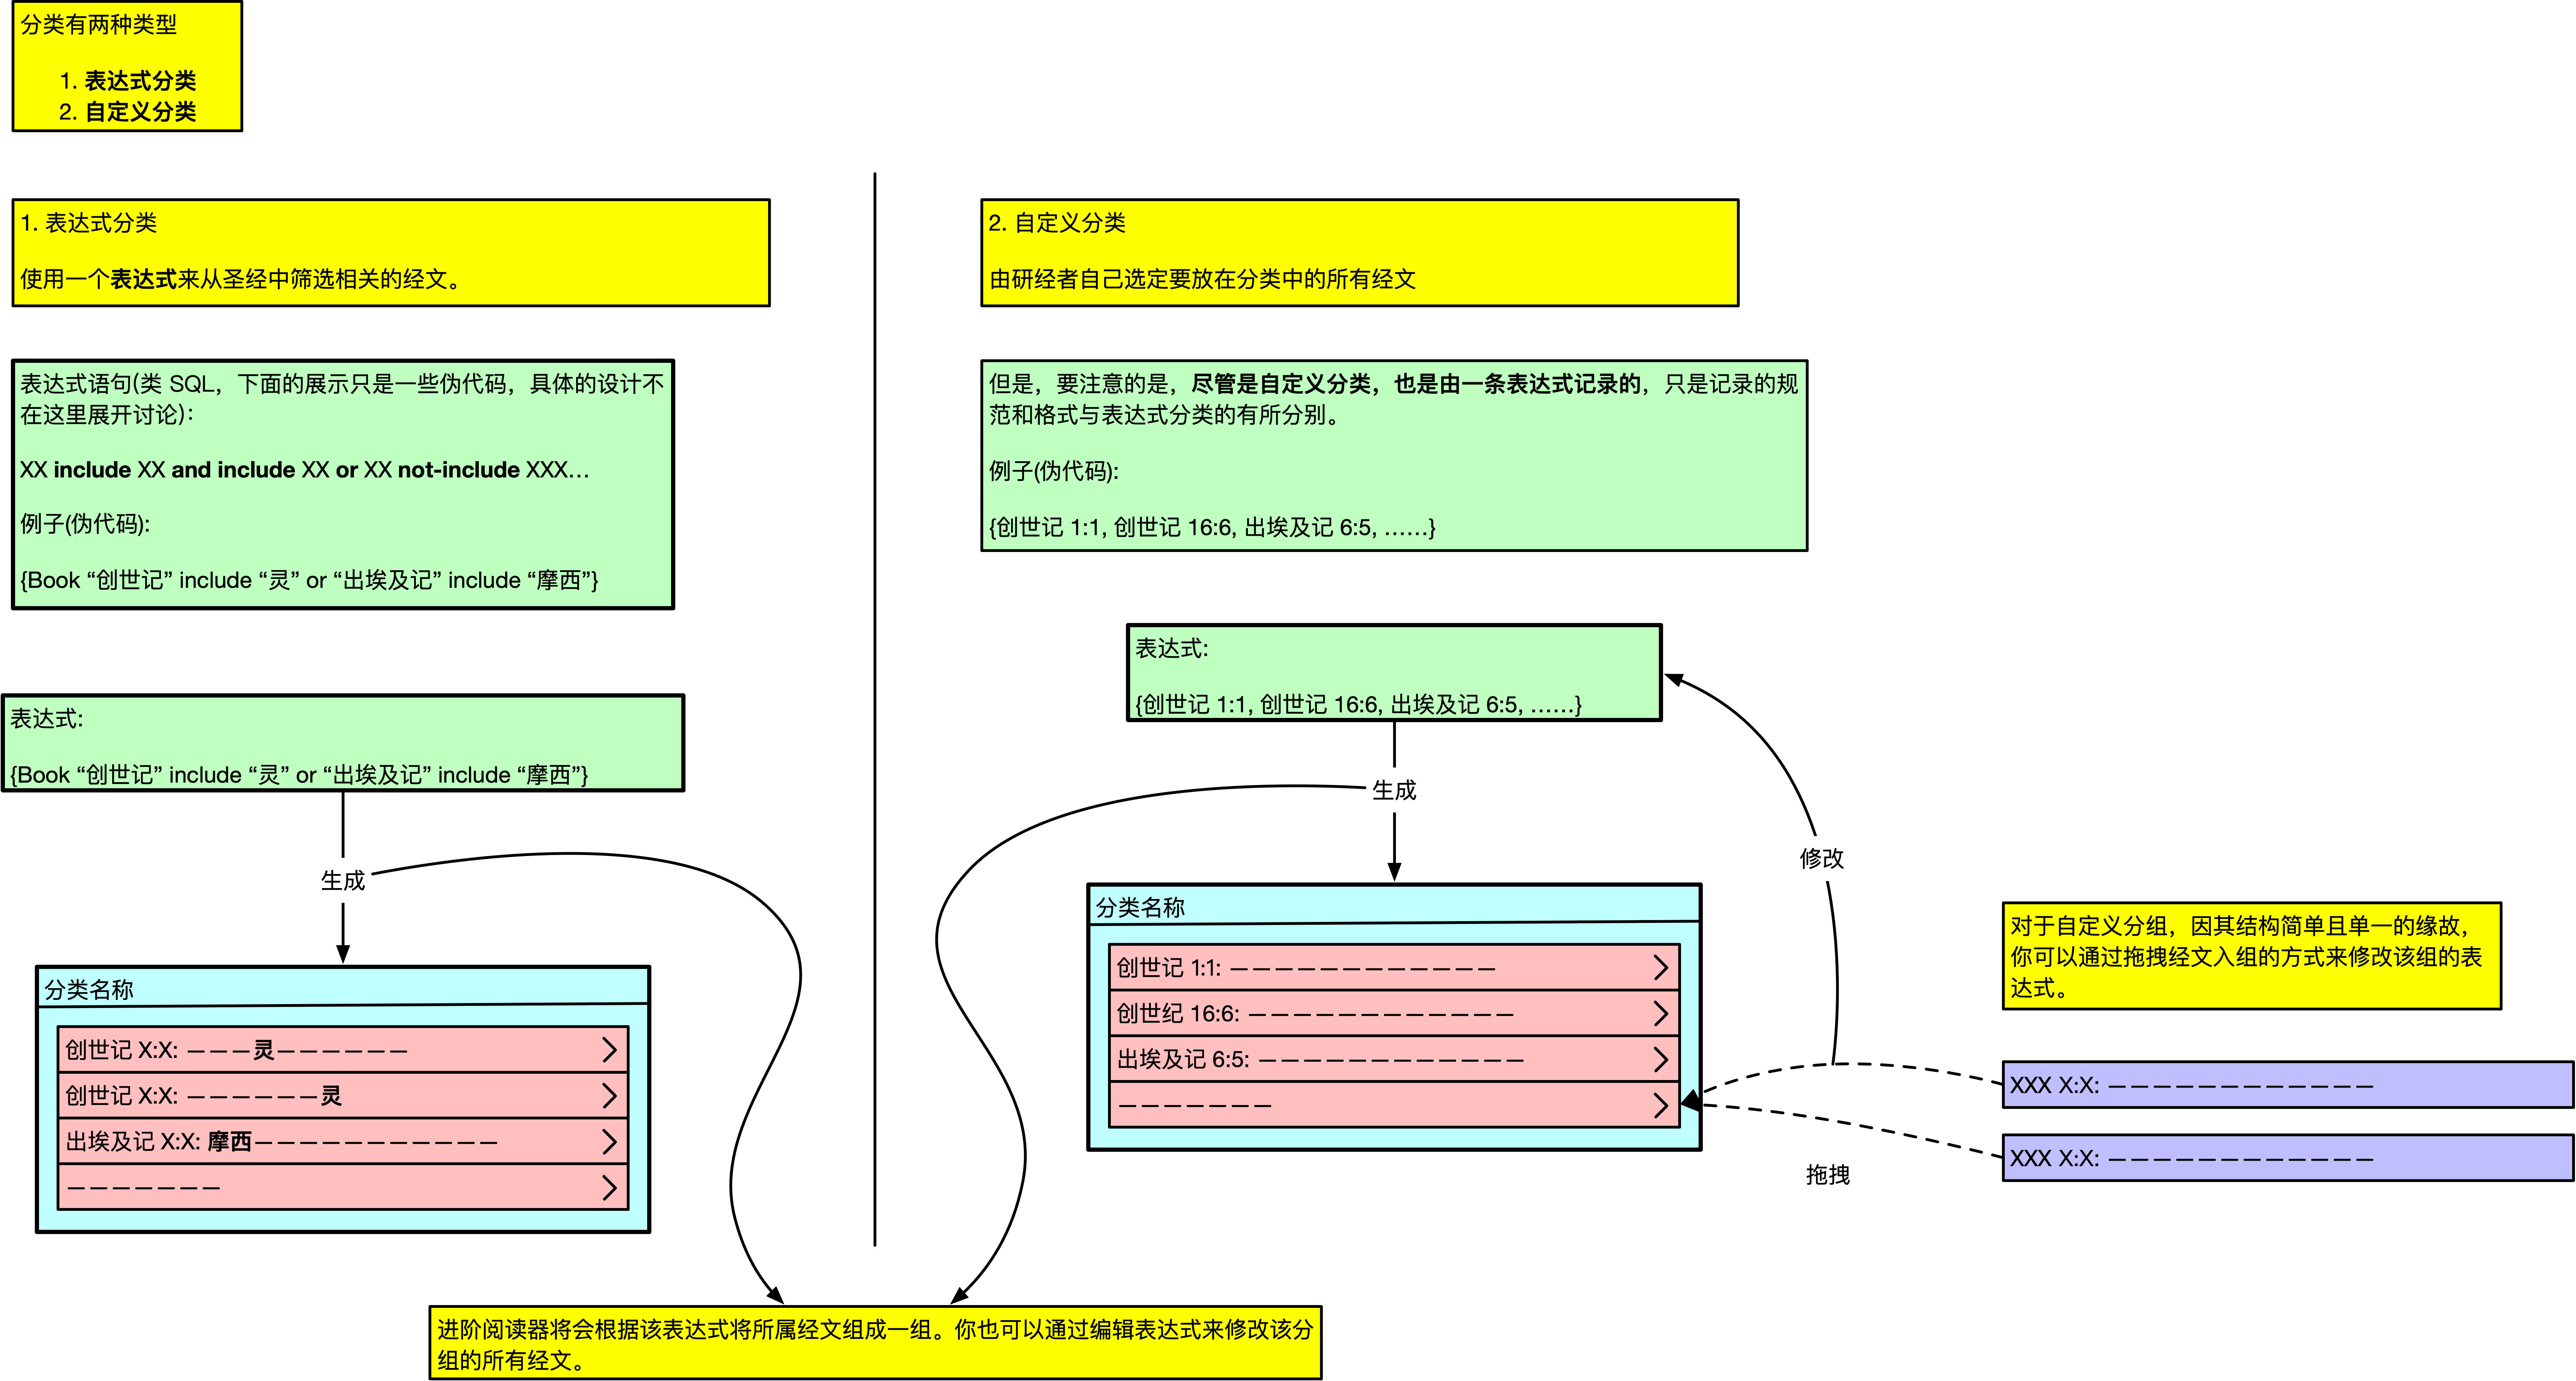 分类有两种类型
1. 表达式分类
2. 自定义分类
1. 表达式分类
使用一个表达式来从圣经中筛选相关的经文。
表达式语句(类 SQL，下面的展示只是一些伪代码，具体的设计不
在这里展开讨论)：
XX include XX and include XX or XX not-include XXX…
例子(伪代码):
{Book “创世记” include “灵” or “出埃及记” include “摩西”}
表达式:
{Book “创世记” include “灵” or “出埃及记” include “摩西”}
生成
分类名称
创世记 X:X: ———灵——————
创世记 X:X: ——————灵
出埃及记 X:X: 摩西———————————
———————
2. 自定义分类
由研经者自己选定要放在分类中的所有经文
但是，要注意的是，尽管是自定义分类，也是由一条表达式记录的，只是记录的规
范和格式与表达式分类的有所分别。
例子(伪代码):
{创世记 1:1, 创世记 16:6, 出埃及记 6:5, ……}
表达式:
{创世记 1:1, 创世记 16:6, 出埃及记 6:5, ……}
生成
修改
分类名称
创世记 1:1: ————————————
创世纪 16:6: ————————————
出埃及记 6:5: ————————————
———————
拖拽
对于自定义分组，因其结构简单且单一的缘故，
你可以通过拖拽经文入组的方式来修改该组的表
达式。
XXX X:X: ————————————
XXX X:X: ————————————
进阶阅读器将会根据该表达式将所属经文组成一组。你也可以通过编辑表达式来修改该分
组的所有经文。